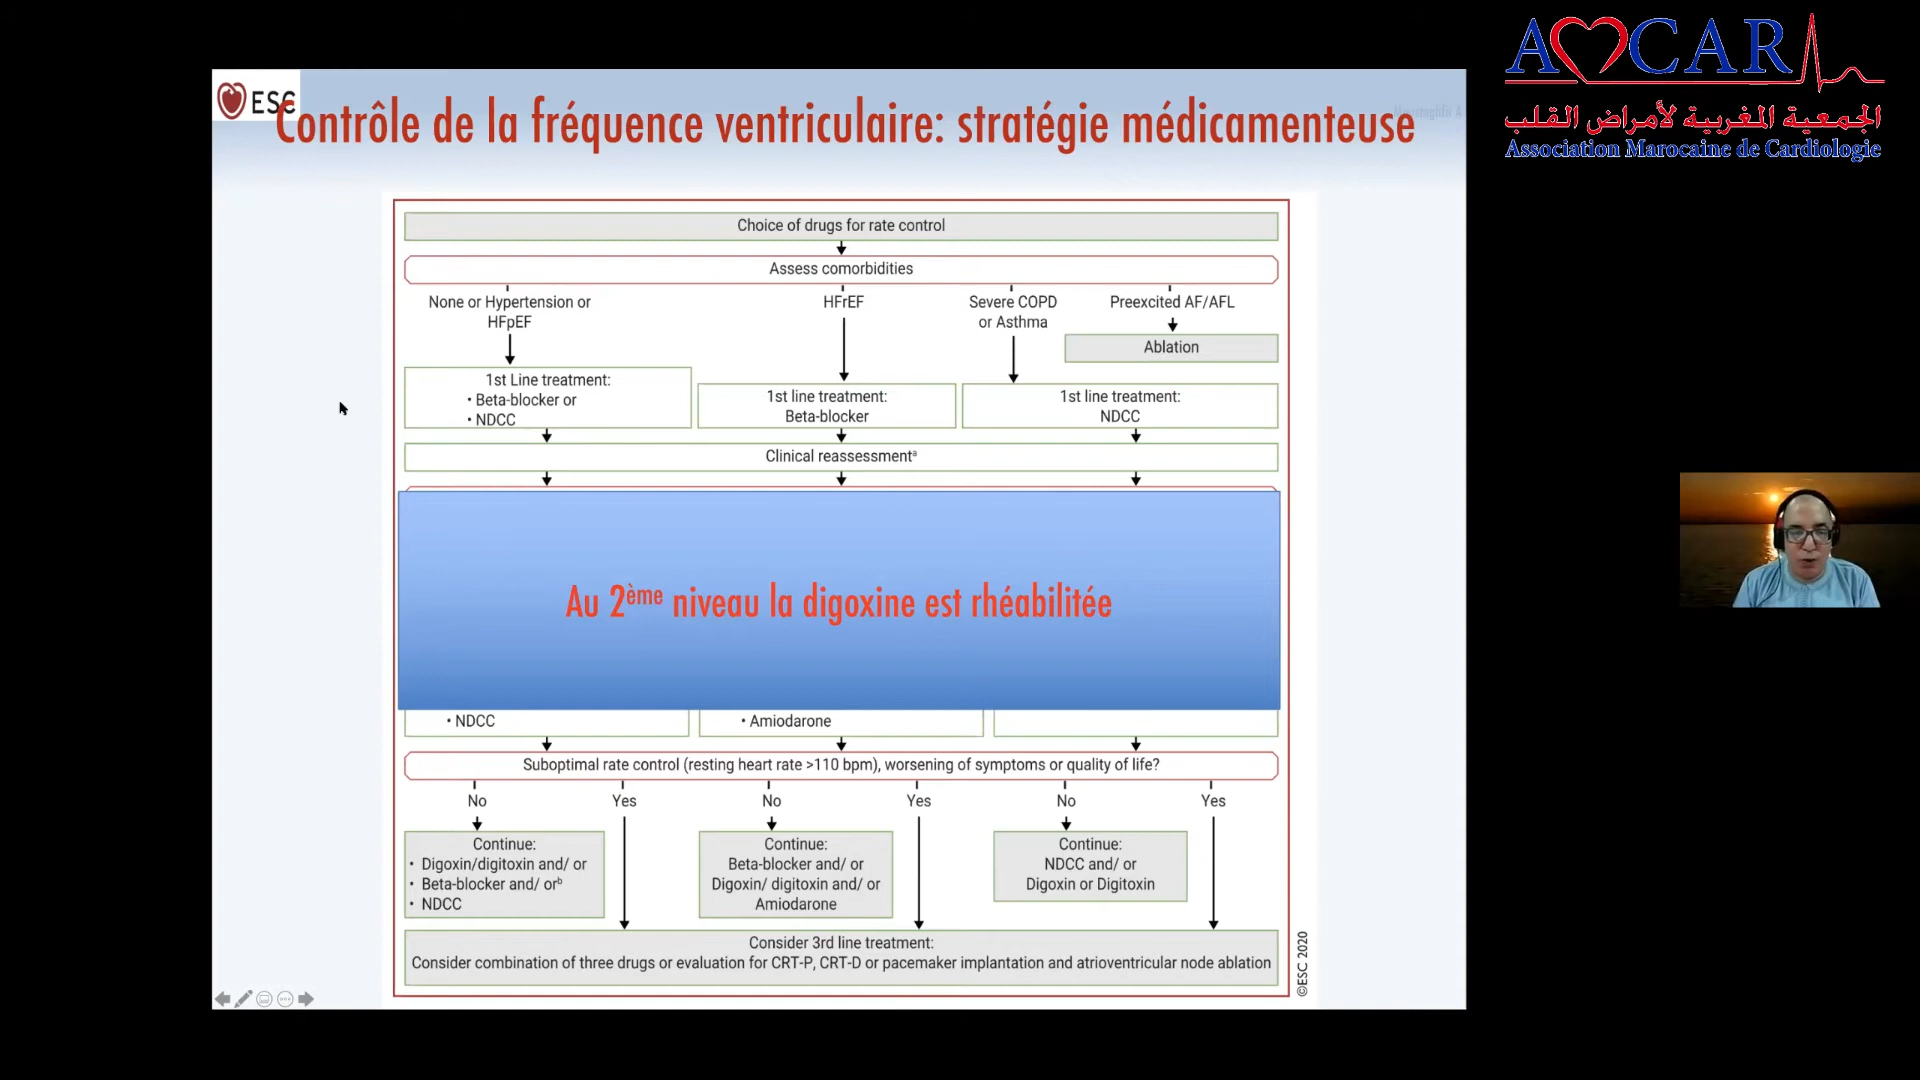 AMCAR
الجمعية المغربية لأمراض القلب
Association Marocaine de Cardiologie
ESC
Contrôle de la fréquence ventriculaire: stratégie médicamenteuse
Choice of drugs for rate control
Assess comorbidities
None or Hypertension or
HFpEF
HFrEF
Severe COPD
or Asthma
Preexcited AF/AFL
Ablation
1st Line treatment:
• Beta-blocker or
• NDCC
1st line treatment:
Beta-blocker
1st line treatment:
NDCC
Clinical reassessmentᵃ
Au 2ème niveau la digoxine est rhéabilitée
• NDCC
• Amiodarone
Suboptimal rate control (resting heart rate >110 bpm), worsening of symptoms or quality of life?
No
Yes
No
Yes
No
Yes
Continue:
• Digoxin/digitoxin and/ or
• Beta-blocker and/ orᵇ
• NDCC
Continue:
Beta-blocker and/ or
Digoxin/ digitoxin and/ or
Amiodarone
Continue:
NDCC and/ or
Digoxin or Digitoxin
Consider 3rd line treatment:
Consider combination of three drugs or evaluation for CRT-P, CRT-D or pacemaker implantation and atrioventricular node ablation
©ESC 2020